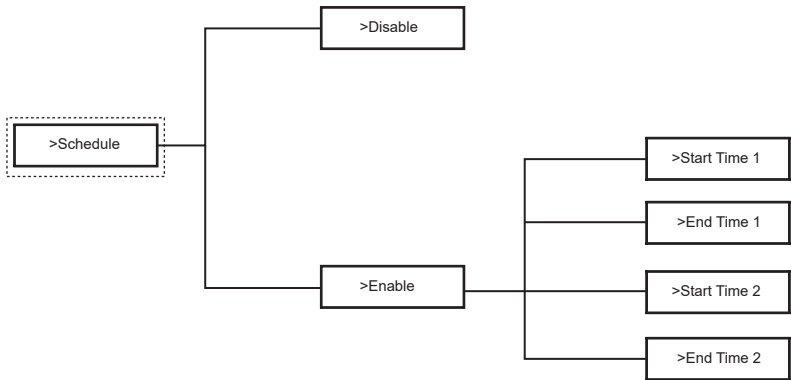 >Disable
>Schedule
>Start Time 1
>End Time 1
>Enable
>Start Time 2
>End Time 2